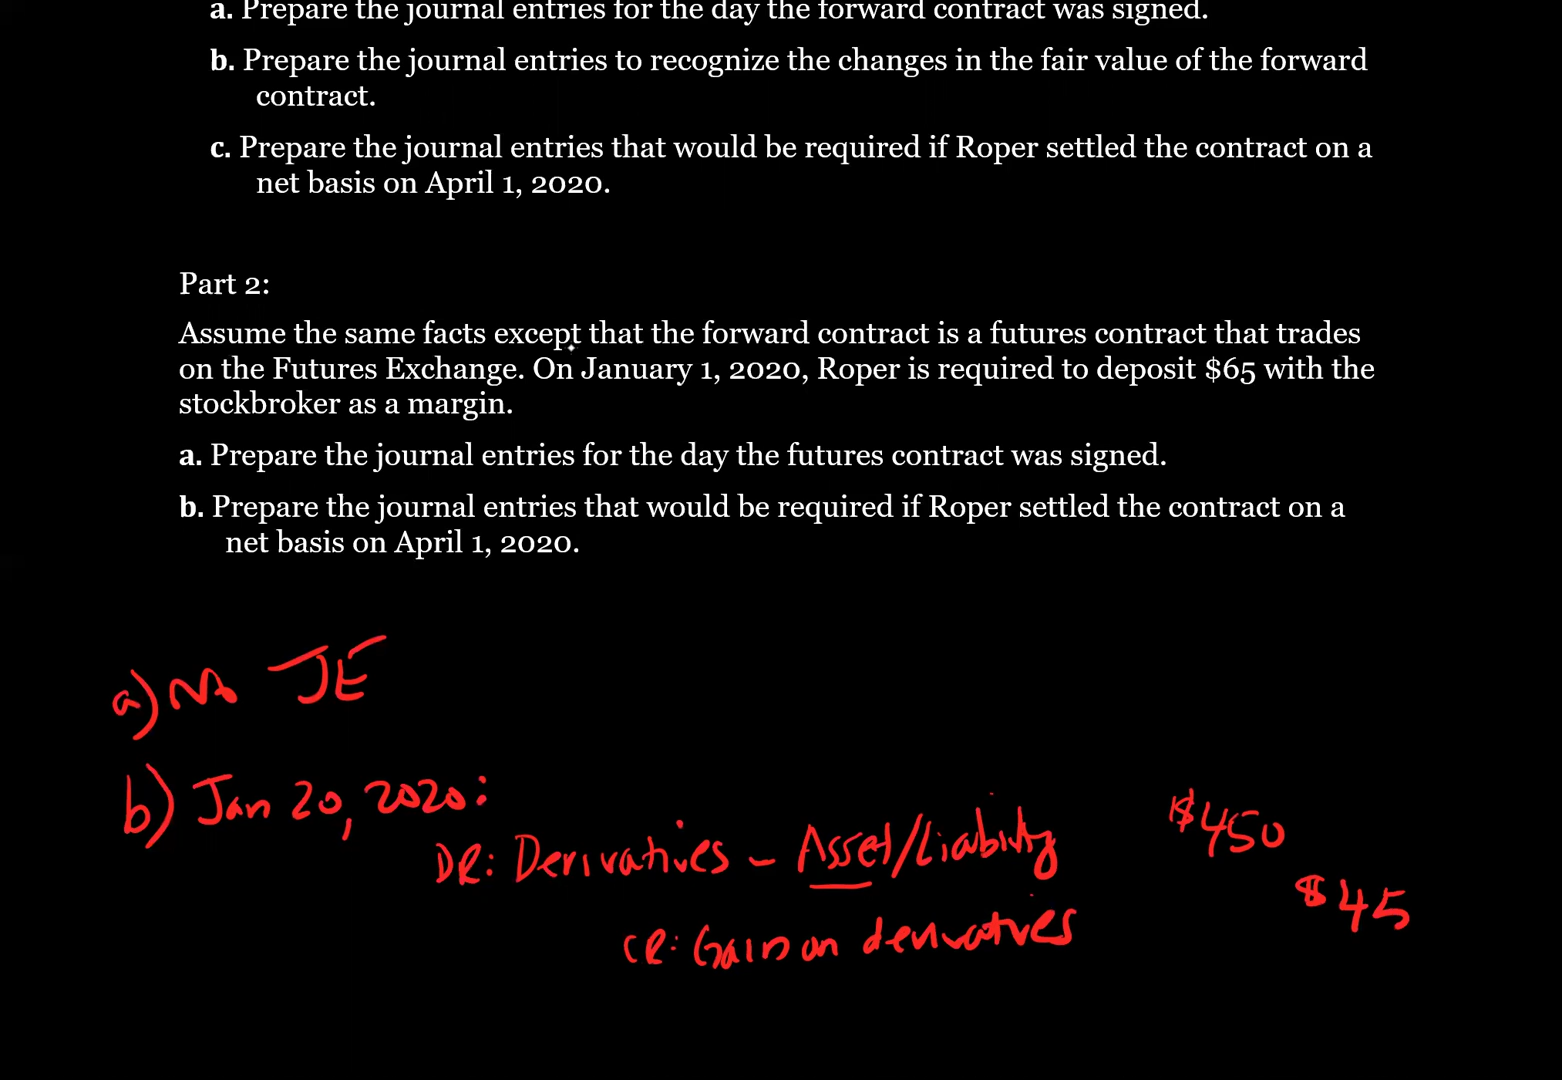 a. Prepare the journal entries for the day the forward contract was signed.
b. Prepare the journal entries to recognize the changes in the fair value of the forward
contract.
c. Prepare the journal entries that would be required if Roper settled the contract on a
net basis on April 1, 2020.
Part 2:
Assume the same facts except that the forward contract is a futures contract that trades
on the Futures Exchange. On January 1, 2020, Roper is required to deposit $65 with the
stockbroker as a margin.
a. Prepare the journal entries for the day the futures contract was signed.
b. Prepare the journal entries that would be required if Roper settled the contract on a
net basis on April 1, 2020.
a) No JE
b) Jan 20, 2020:
DR: Derivatives - Asset/Liability $450
CR: Gain on derivatives $45